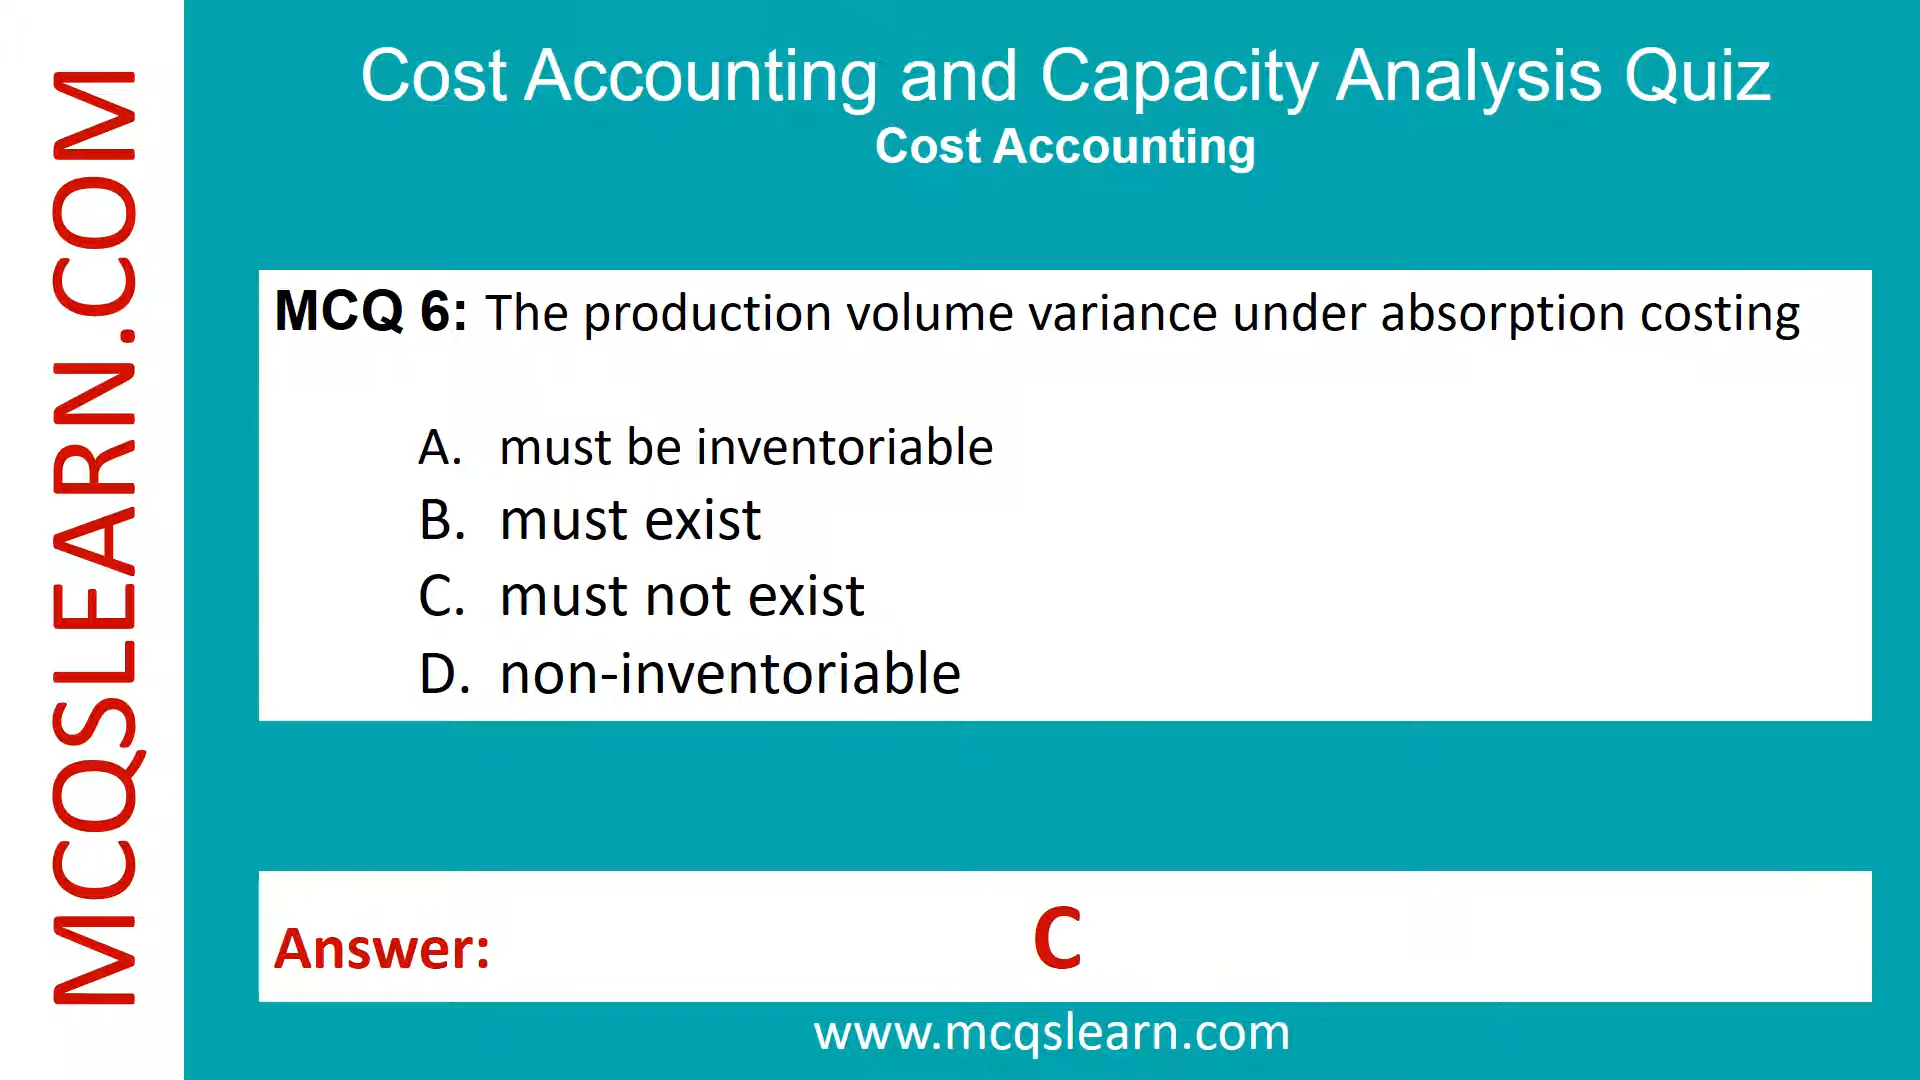 MCQSLEARN.COM
Cost Accounting and Capacity Analysis Quiz
Cost Accounting
MCQ 6: The production volume variance under absorption costing
A. must be inventoriable
B. must exist
C. must not exist
D. non-inventoriable
Answer: C
www.mcqslearn.com